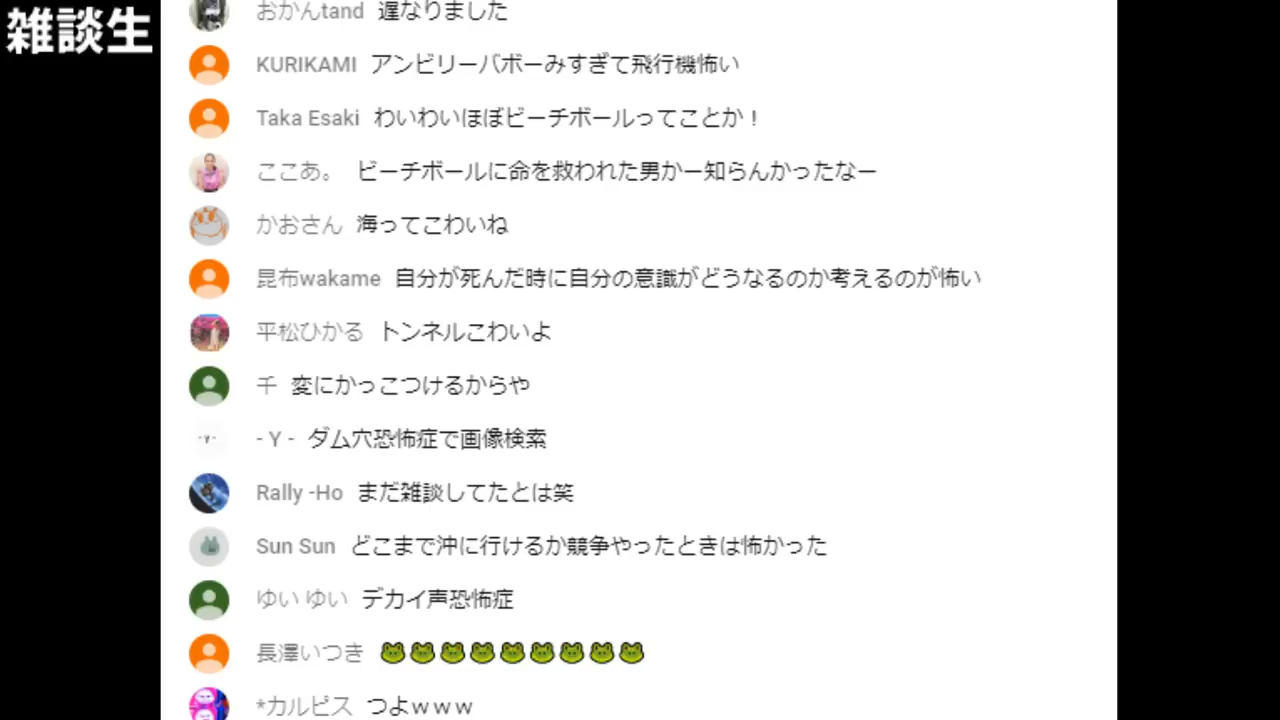 雑談生
おかんtand 遅なりました
KURIKAMI アンビリーバボーみすぎて飛行機怖い
Taka Esaki わいわいほぼビーチボールってことか！
ここあ。 ビーチボールに命を救われた男かー知らんかったなー
かおさん 海ってこわいね
昆布wakame 自分が死んだ時に自分の意識がどうなるのか考えるのが怖い
平松ひかる トンネルこわいよ
千 変にかっこつけるからや
- Y - ダム穴恐怖症で画像検索
Rally -Ho まだ雑談してたとは笑
Sun Sun どこまで沖に行けるか競争やったときは怖かった
ゆい ゆい デカイ声恐怖症
長澤いつき 🐸🐸🐸🐸🐸🐸🐸🐸🐸
*カルピス つよｗｗｗ